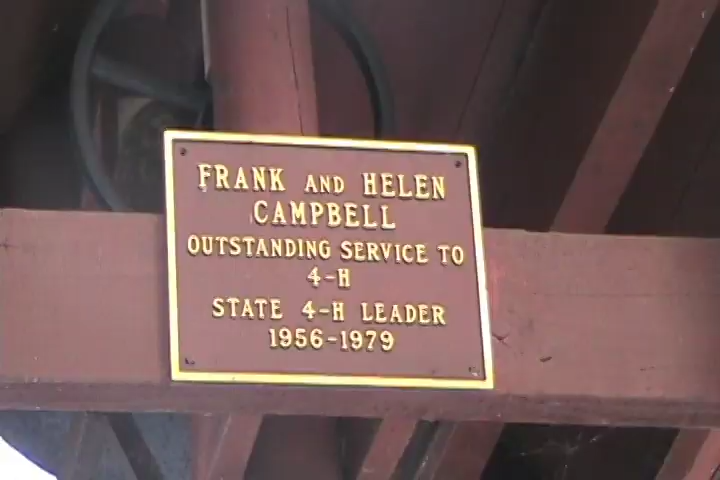 FRANK AND HELEN
CAMPBELL
OUTSTANDING SERVICE TO
4-H
STATE 4-H LEADER
1956-1979